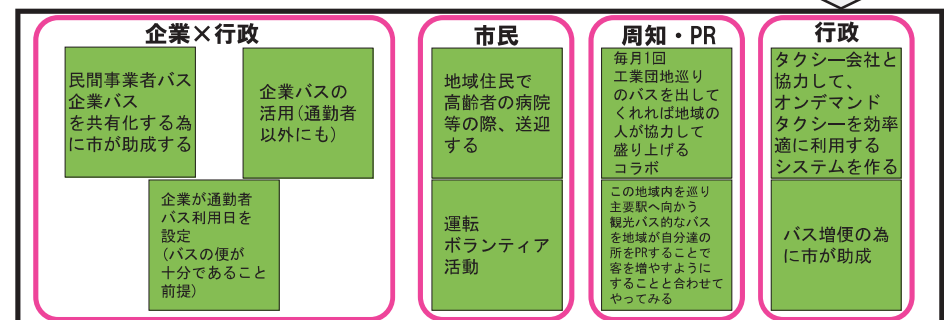 企業×行政
民間事業者バス
企業バス
を共有化する為
に市が助成する
企業バスの
活用(通勤者
以外にも)
企業が通勤者
バス利用日を
設定
(バスの便が
十分であること
前提)
市民
地域住民で
高齢者の病院
等の際、送迎
する
運転
ボランティア
活動
周知・PR
毎月1回
工業団地巡り
のバスを出して
くれれば地域の
人が協力して
盛り上げる
コラボ
この地域内を巡り
主要駅へ向かう
観光バス的なバス
を地域が自分達の
所をPRすることで
客を増やすように
することと合わせて
やってみる
行政
タクシー会社と
協力して、
オンデマンド
タクシーを効率
適に利用する
システムを作る
バス増便の為
に市が助成